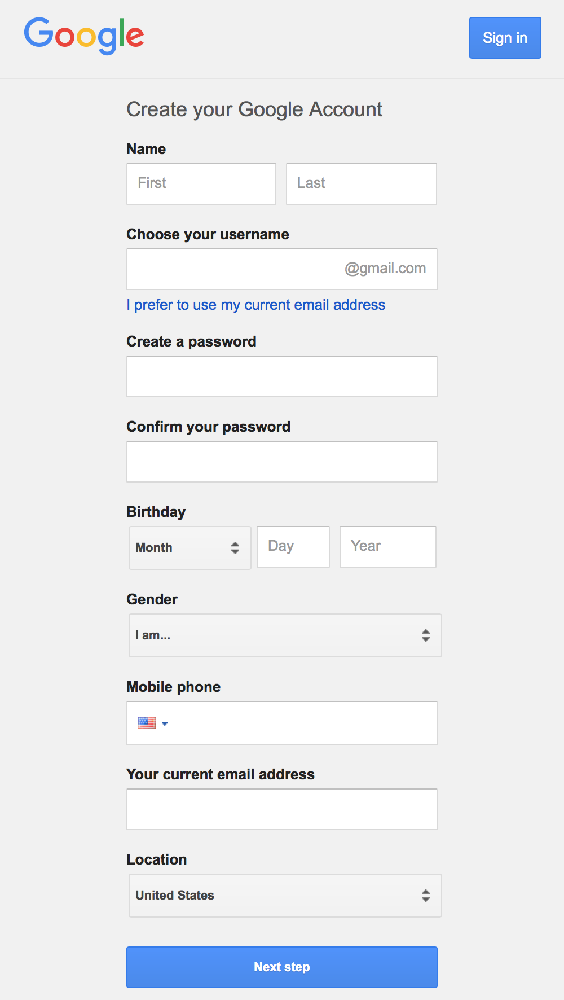 Google
Sign in
Create your Google Account
Name
First Last
Choose your username
@gmail.com
I prefer to use my current email address
Create a password
Confirm your password
Birthday
Month Day Year
Gender
I am...
Mobile phone
Your current email address
Location
United States
Next step